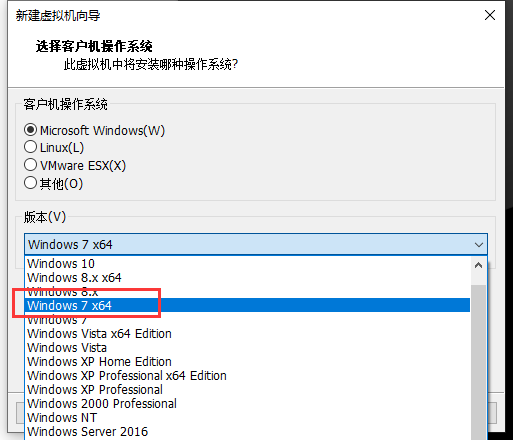 新建虚拟机向导
选择客户机操作系统
此虚拟机中将安装哪种操作系统?
客户机操作系统
Microsoft Windows(W)
Linux(L)
VMware ESX(X)
其他(O)
版本(V)
Windows 7 x64
Windows 10
Windows 8.x x64
Windows 8.x
Windows 7 x64
Windows 7
Windows Vista x64 Edition
Windows Vista
Windows XP Home Edition
Windows XP Professional x64 Edition
Windows XP Professional
Windows 2000 Professional
Windows NT
Windows Server 2016